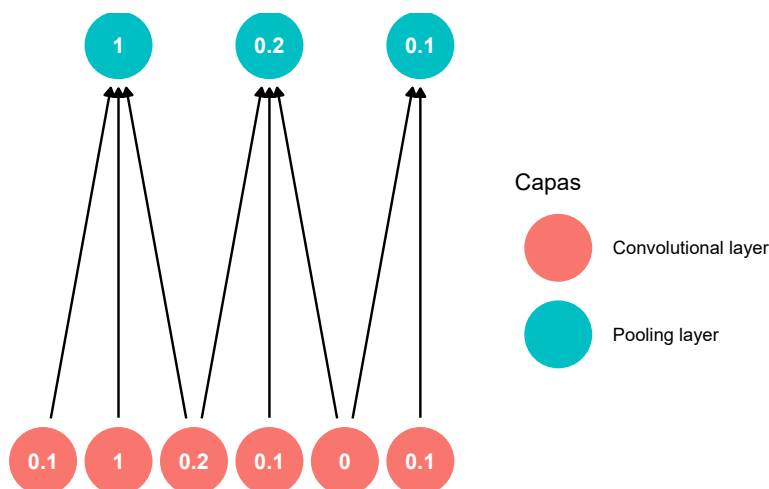 1 0.2 0.1
Capas
Convolutional layer
Pooling layer
0.1 1 0.2 0.1 0 0.1